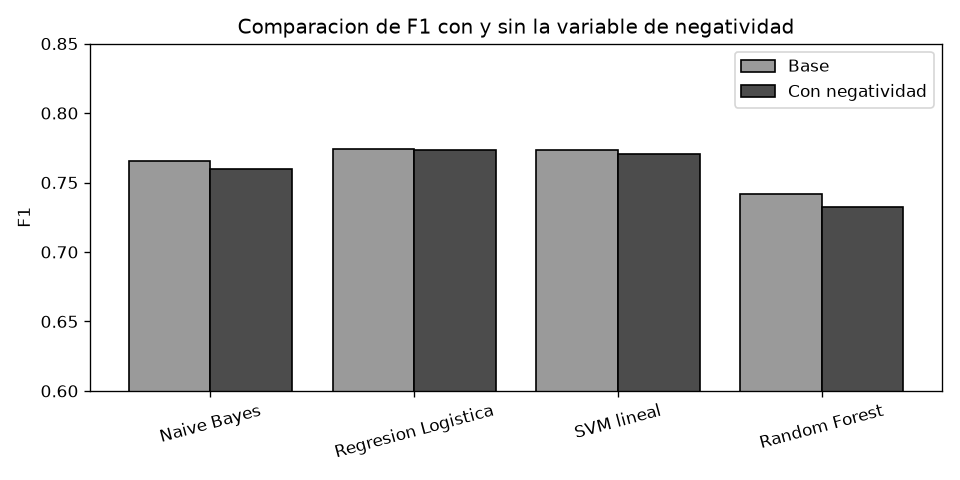 Comparacion de F1 con y sin la variable de negatividad
0.85
0.80
0.75
0.70
0.65
0.60
F1
Base
Con negatividad
Naive Bayes
Regresion Logistica
SVM lineal
Random Forest